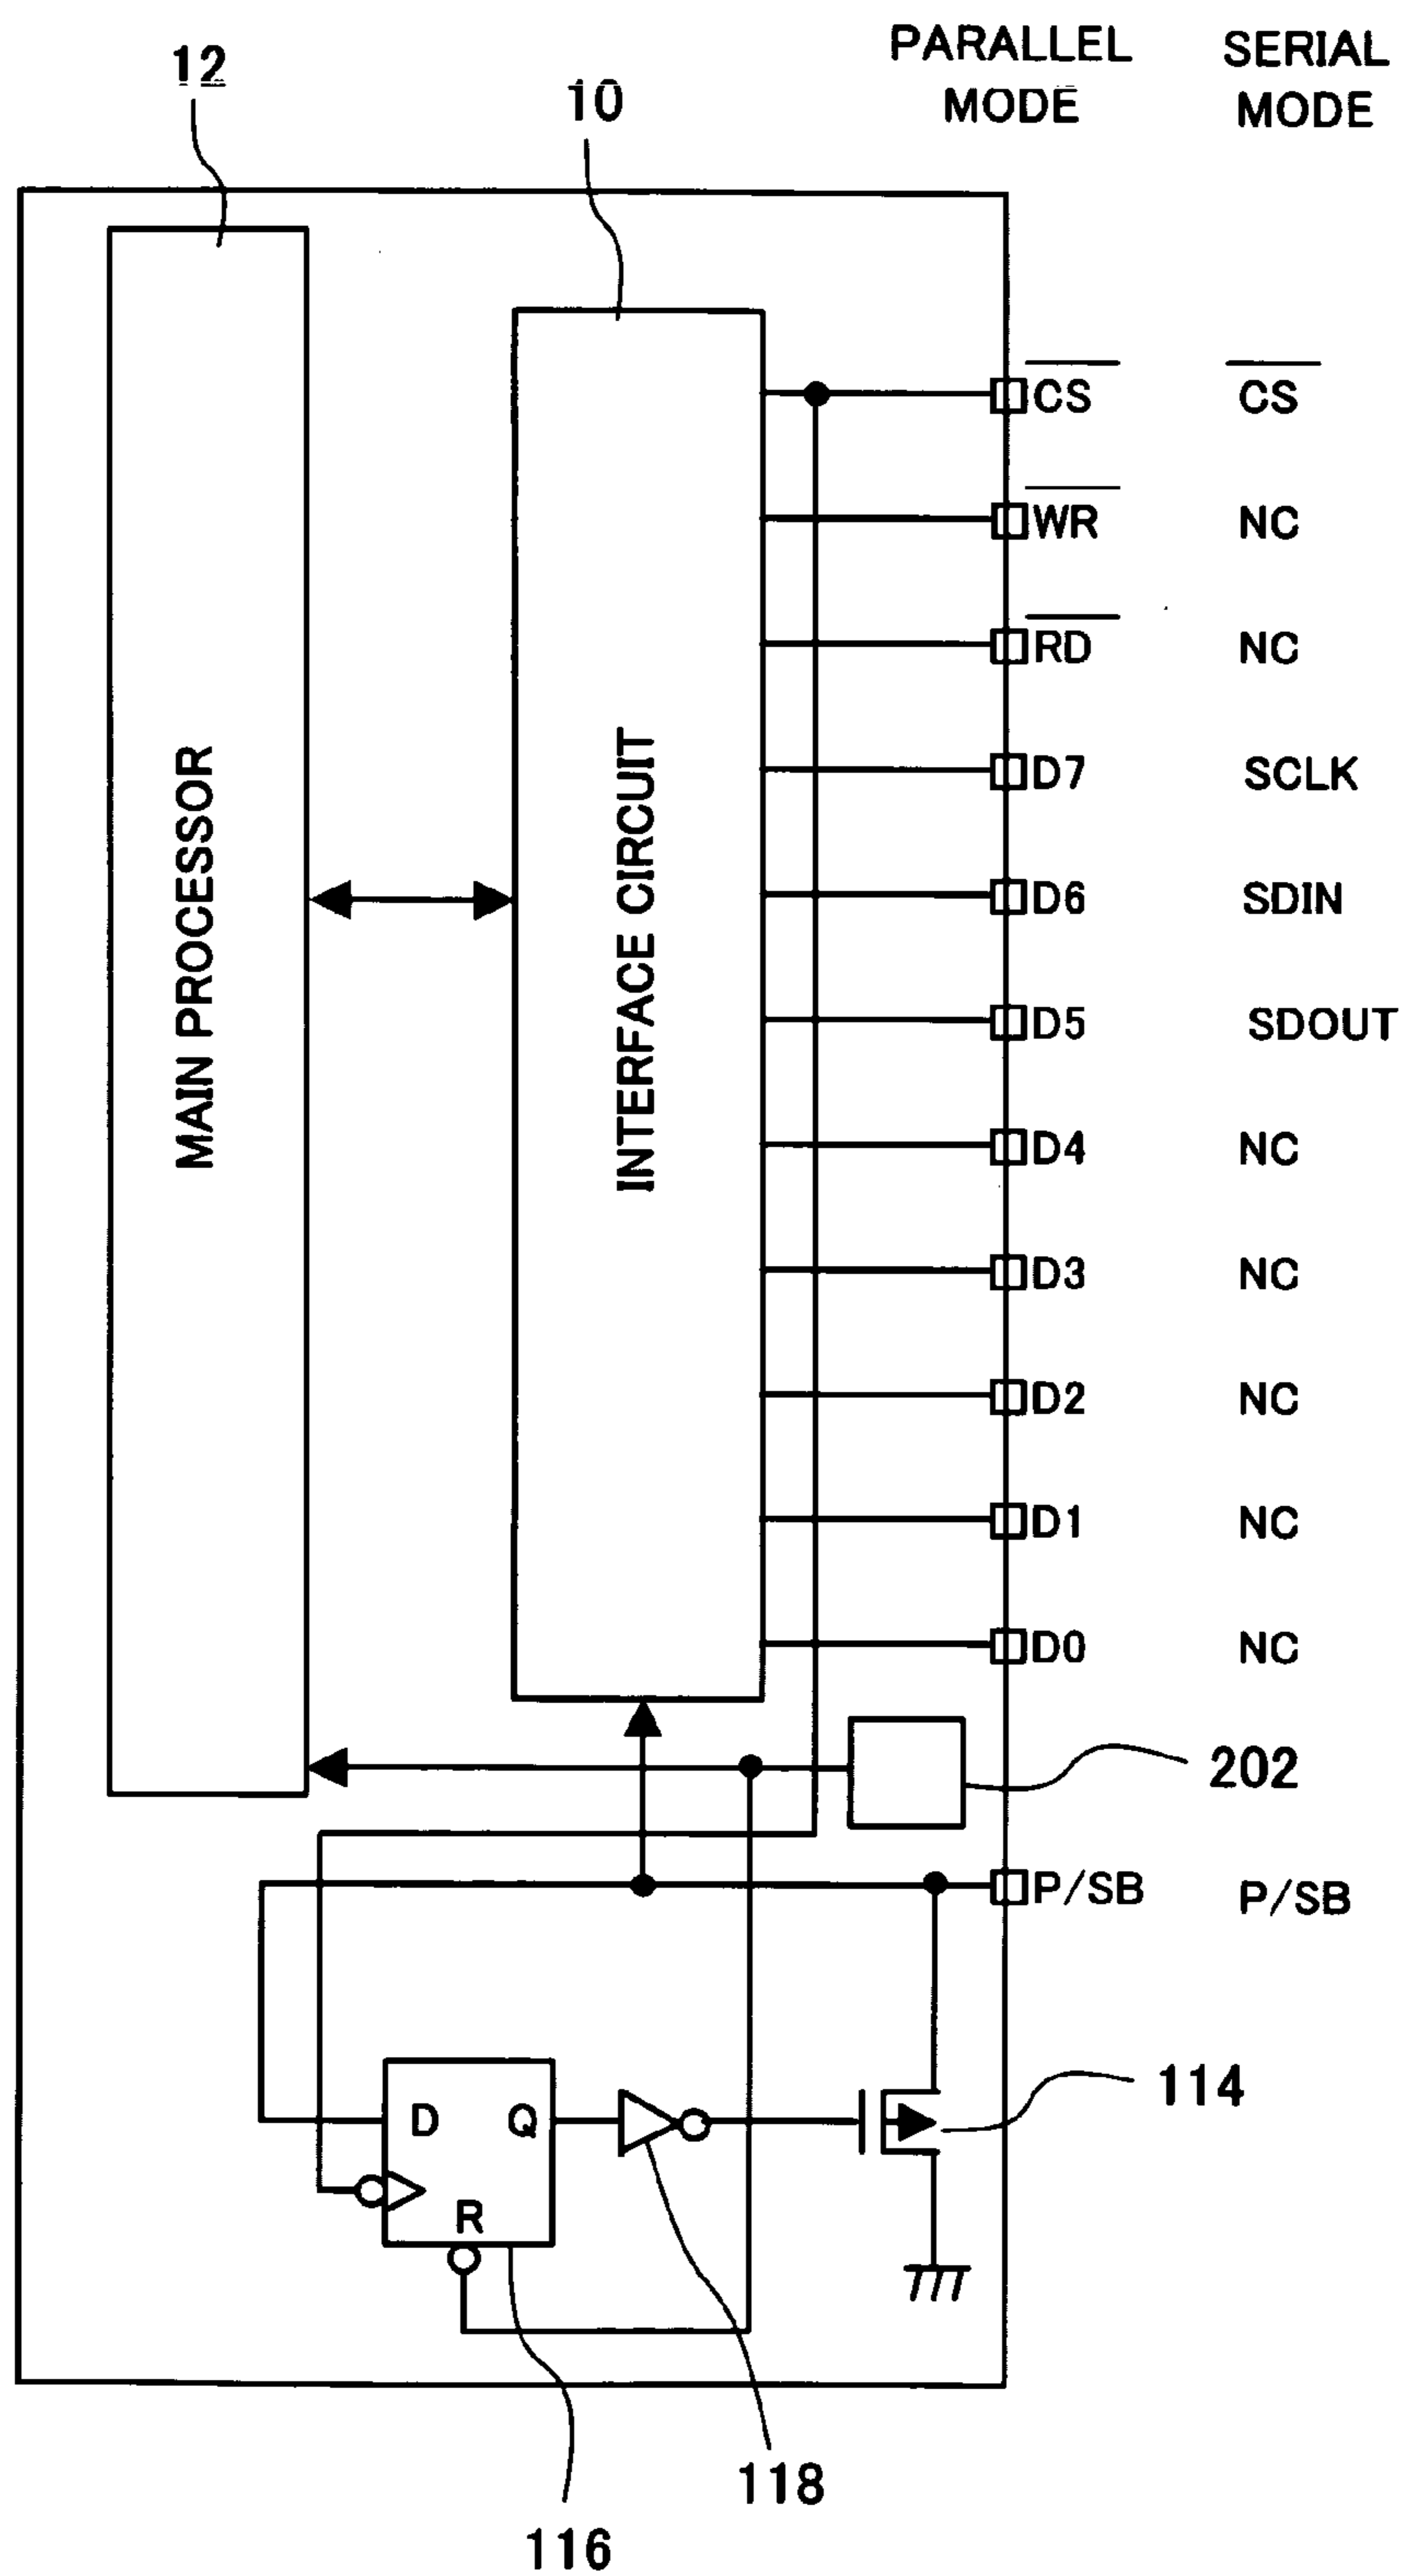 PARALLEL MODE
SERIAL MODE
12
10
MAIN PROCESSOR
INTERFACE CIRCUIT
CS CS
WR NC
RD NC
D7 SCLK
D6 SDIN
D5 SDOUT
D4 NC
D3 NC
D2 NC
D1 NC
D0 NC
202
P/SB P/SB
114
D Q
R
118
116